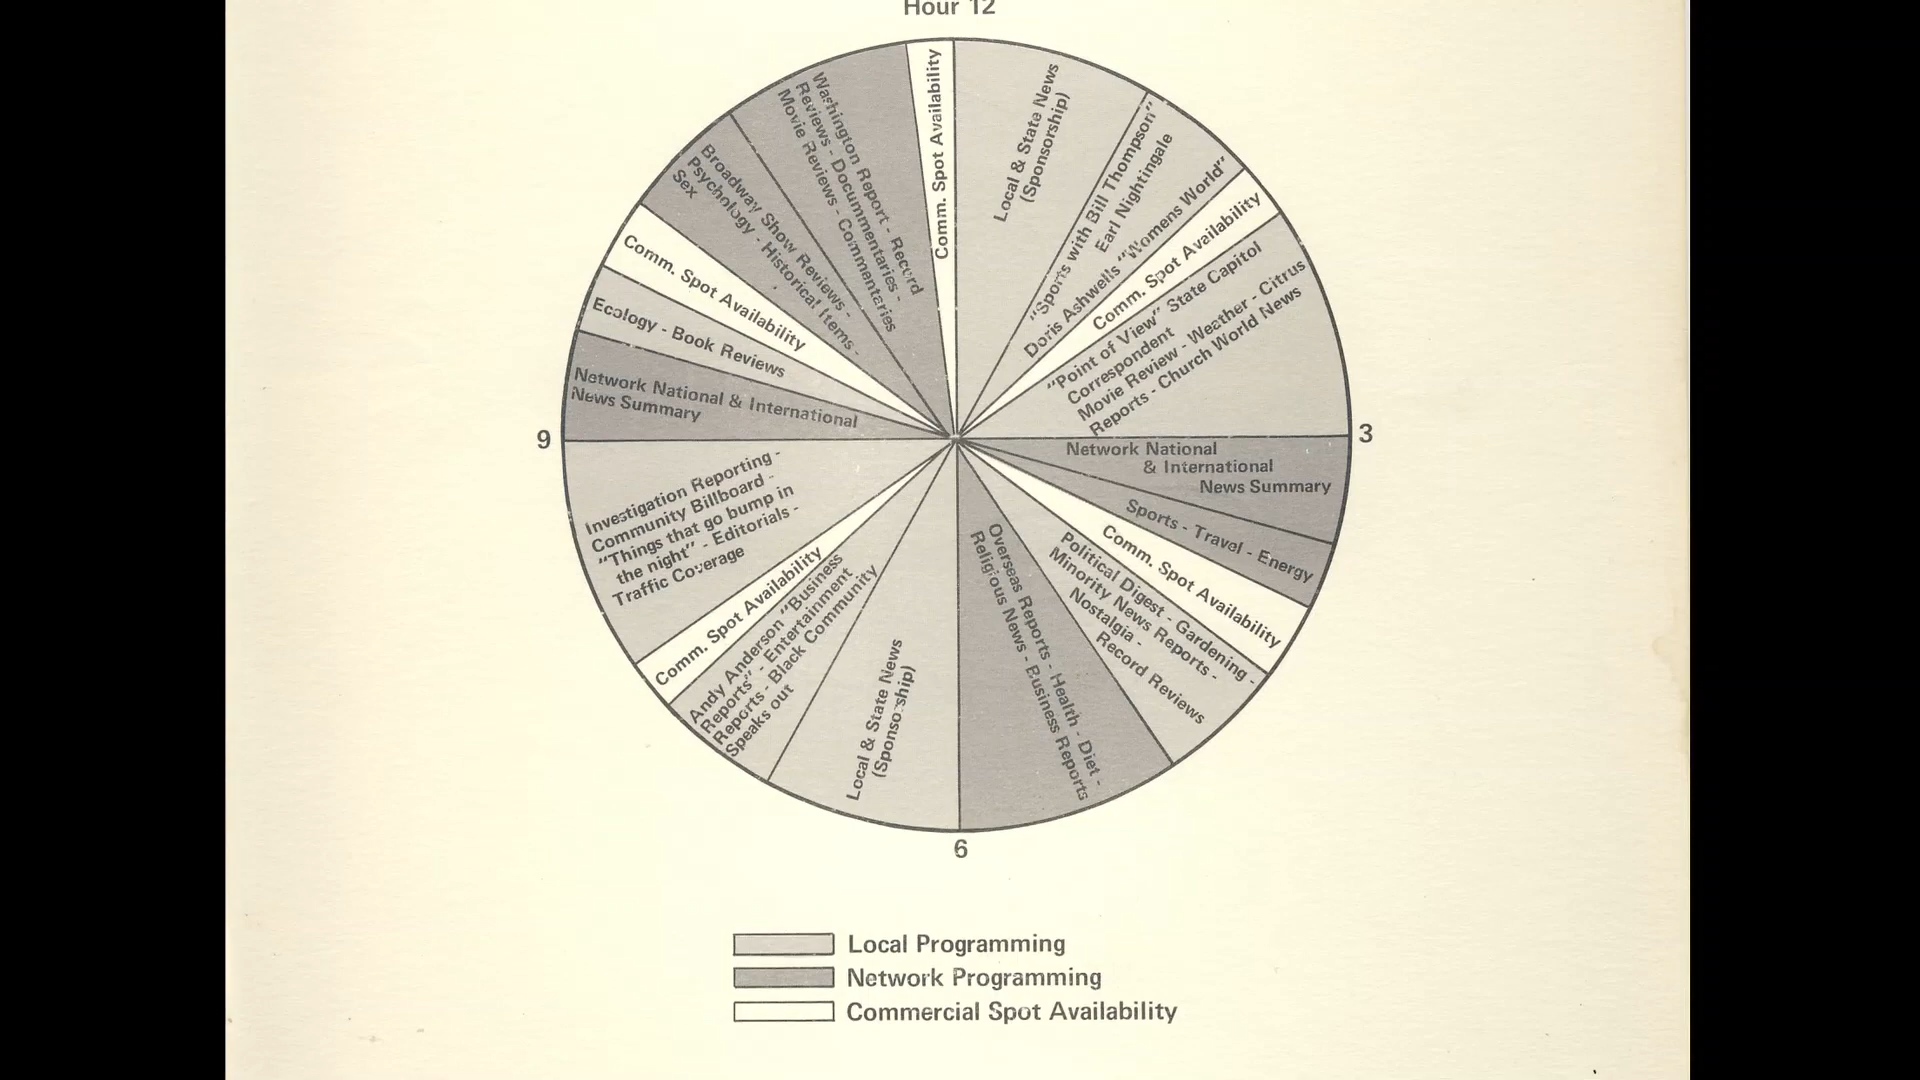 Hour 12
Local & State News
(Sponsorship)
"Sports with Bill Thompson"
Earl Nightingale
Doris Ashwells "Womens World"
Comm. Spot Availability
"Point of View" State Capitol
Correspondent
Movie Review - Weather - Citrus
Reports - Church World News
3
Network National
& International
News Summary
Sports - Travel - Energy
Comm. Spot Availability
Political Digest - Gardening -
Minority News Reports -
Nostalgia -
Record Reviews
Overseas Reports - Health - Diet -
Religious News - Business Reports
6
Local & State News
(Sponsorship)
Andy Anderson "Business
Reports" - Entertainment
Reports - Black Community
Speaks out
Comm. Spot Availability
Investigation Reporting -
Community Billboard -
"Things that go bump in
the night" - Editorials -
Traffic Coverage
9
Network National & International
News Summary
Ecology - Book Reviews
Comm. Spot Availability
Broadway Show Reviews -
Psychology - Historical Items -
Sex
Washington Report - Record
Reviews - Docummentaries -
Movie Reviews - Commentaries
Comm. Spot Availability
Local Programming
Network Programming
Commercial Spot Availability